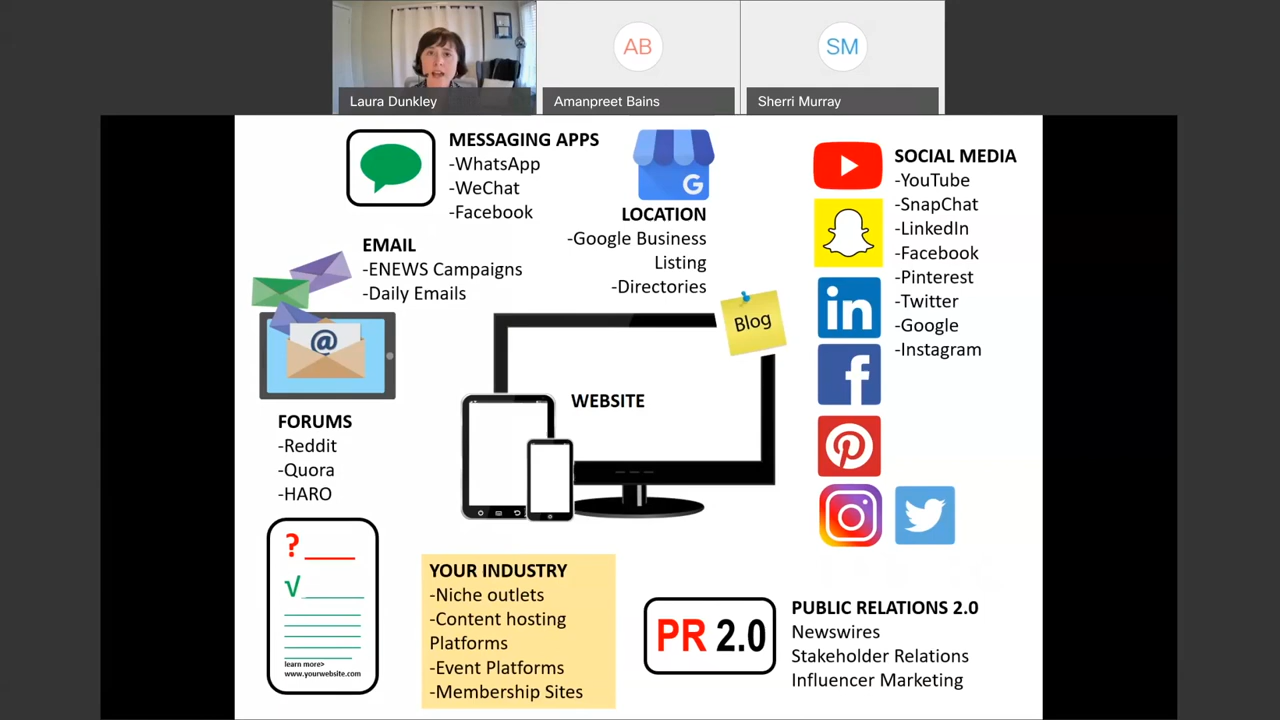 AB
SM
Laura Dunkley
Amanpreet Bains
Sherri Murray
MESSAGING APPS
-WhatsApp
-WeChat
-Facebook
G
LOCATION
-Google Business
Listing
-Directories
SOCIAL MEDIA
-YouTube
-SnapChat
-LinkedIn
-Facebook
-Pinterest
-Twitter
-Google
-Instagram
in
f
EMAIL
-ENEWS Campaigns
-Daily Emails
@
Blog
WEBSITE
FORUMS
-Reddit
-Quora
-HARO
?
√
learn more>
www.yourwebsite.com
YOUR INDUSTRY
-Niche outlets
-Content hosting
Platforms
-Event Platforms
-Membership Sites
PR 2.0
PUBLIC RELATIONS 2.0
Newswires
Stakeholder Relations
Influencer Marketing